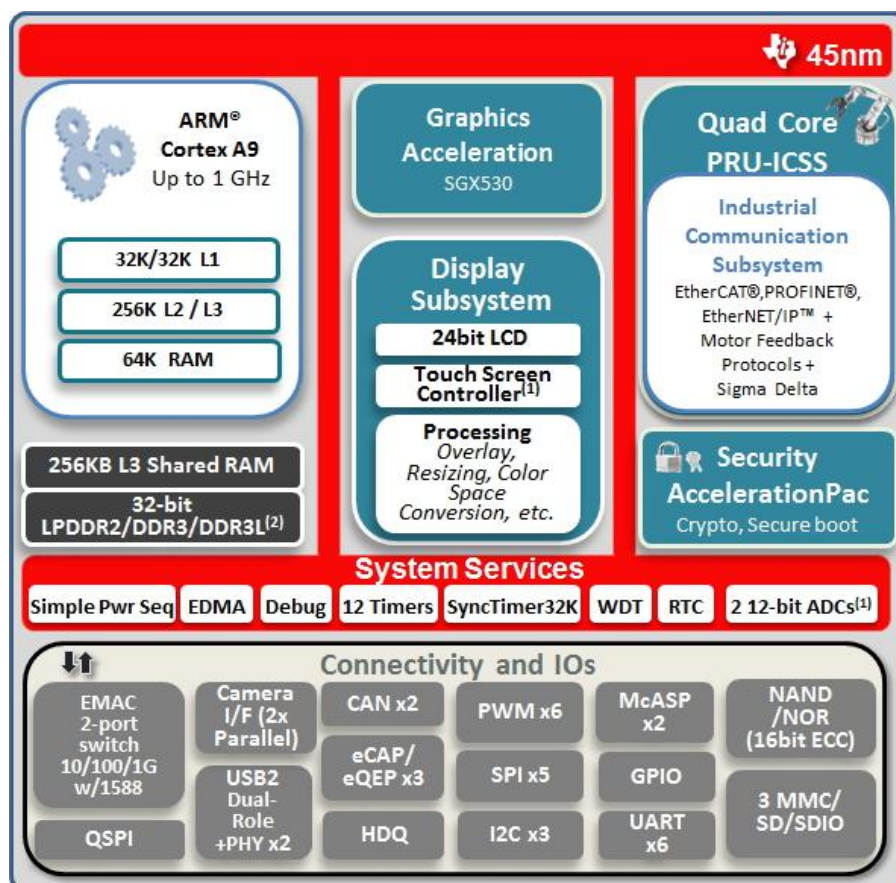 45nm
ARM®
Cortex A9
Up to 1 GHz
32K/32K L1
256K L2 / L3
64K RAM
256KB L3 Shared RAM
32-bit
LPDDR2/DDR3/DDR3L(2)
Graphics
Acceleration
SGX530
Display
Subsystem
24bit LCD
Touch Screen
Controller(1)
Processing
Overlay,
Resizing, Color
Space
Conversion, etc.
Quad Core
PRU-ICSS
Industrial
Communication
Subsystem
EtherCAT®,PROFINET®,
EtherNET/IP™ +
Motor Feedback
Protocols +
Sigma Delta
Security
AccelerationPac
Crypto, Secure boot
System Services
Simple Pwr Seq
EDMA
Debug
12 Timers
SyncTimer32K
WDT
RTC
2 12-bit ADCs(1)
Connectivity and IOs
EMAC
2-port
switch
10/100/1G
w/1588
QSPI
Camera
I/F (2x
Parallel)
USB2
Dual-
Role
+PHY x2
CAN x2
eCAP/
eQEP x3
HDQ
PWM x6
SPI x5
I2C x3
McASP
x2
GPIO
UART
x6
NAND
/NOR
(16bit ECC)
3 MMC/
SD/SDIO